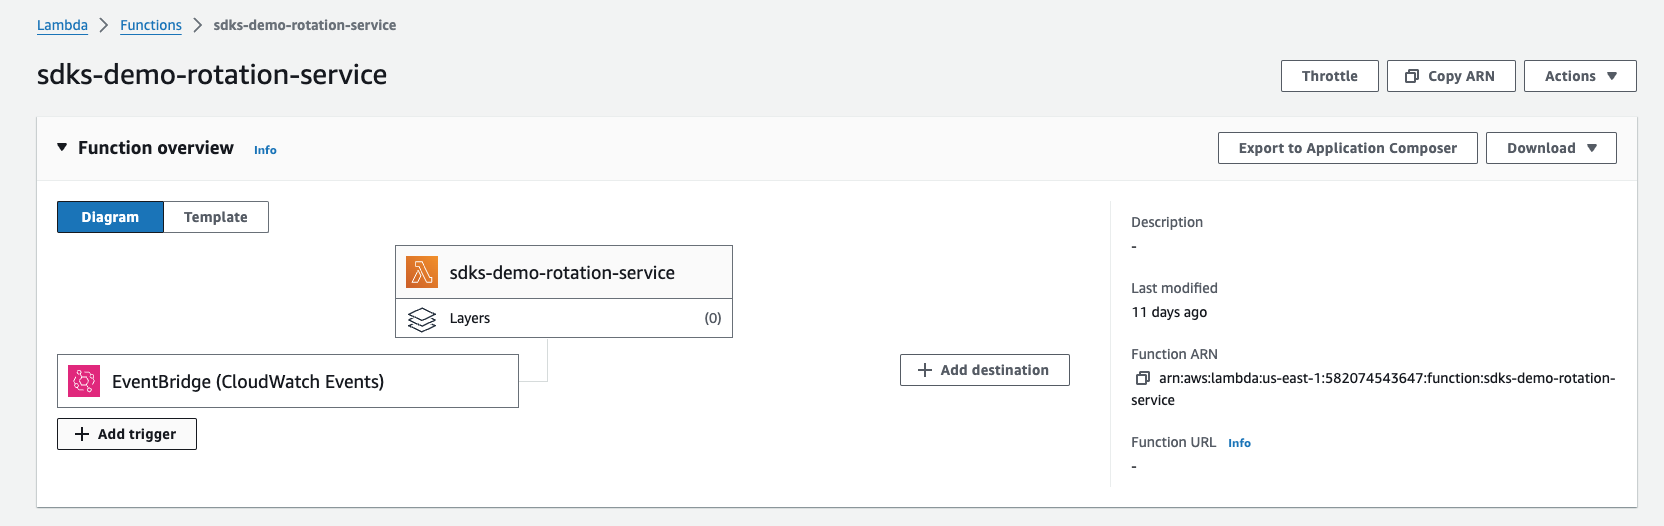 Lambda > Functions > sdks-demo-rotation-service
sdks-demo-rotation-service
Throttle
Copy ARN
Actions
Function overview
Info
Export to Application Composer
Download
Diagram
Template
sdks-demo-rotation-service
Layers
(0)
EventBridge (CloudWatch Events)
+ Add trigger
+ Add destination
Description
-
Last modified
11 days ago
Function ARN
arn:aws:lambda:us-east-1:582074543647:function:sdks-demo-rotation-
service
Function URL
Info
-